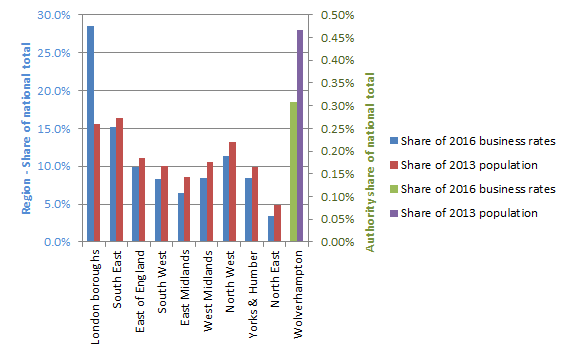 30.0%
25.0%
20.0%
15.0%
10.0%
5.0%
0.0%
Region - Share of national total
0.50%
0.45%
0.40%
0.35%
0.30%
0.25%
0.20%
0.15%
0.10%
0.05%
0.00%
Authority share of national total
London boroughs
South East
East of England
South West
East Midlands
West Midlands
North West
Yorks & Humber
North East
Wolverhampton
Share of 2016 business rates
Share of 2013 population
Share of 2016 business rates
Share of 2013 population